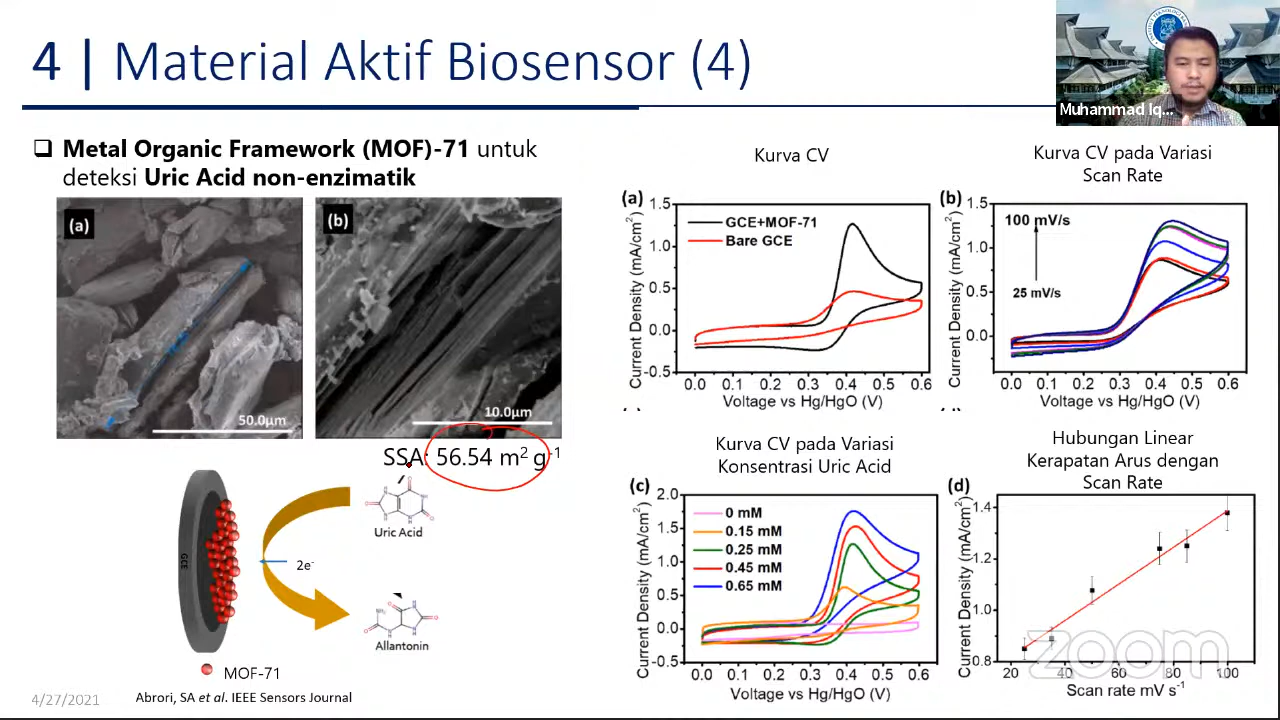 4 | Material Aktif Biosensor (4)
Muhammad Iq...
❑ Metal Organic Framework (MOF)-71 untuk
deteksi Uric Acid non-enzimatik
(a)
50.0µm
(b)
10.0µm
SSA: 56.54 m² g⁻¹
Uric Acid
2e⁻
GCE
Allantonin
MOF-71
4/27/2021
Abrori, SA et al. IEEE Sensors Journal
Kurva CV
(a)
GCE+MOF-71
Bare GCE
Current Density (mA/cm²)
1.5
1.0
0.5
0.0
-0.5
0.0 0.1 0.2 0.3 0.4 0.5 0.6
Voltage vs Hg/HgO (V)
Kurva CV pada Variasi
Scan Rate
(b)
100 mV/s
25 mV/s
Current Density (mA/cm²)
1.5
1.0
0.5
0.0
0.0 0.1 0.2 0.3 0.4 0.5 0.6
Voltage vs Hg/HgO (V)
Kurva CV pada Variasi
Konsentrasi Uric Acid
(c)
0 mM
0.15 mM
0.25 mM
0.45 mM
0.65 mM
Current Density (mA/cm²)
2.0
1.5
1.0
0.5
0.0
-0.5
0.0 0.1 0.2 0.3 0.4 0.5 0.6
Voltage vs Hg/HgO (V)
Hubungan Linear
Kerapatan Arus dengan
Scan Rate
(d)
Current Density (mA/cm²)
1.4
1.2
1.0
0.8
20 40 60 80 100
Scan rate mV s⁻¹
zoom